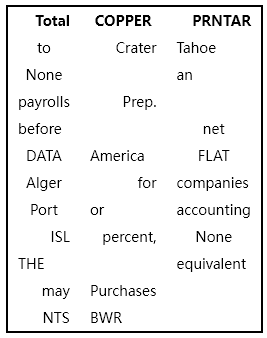 Total COPPER PRNTAR
to Crater Tahoe
None an
payrolls Prep.
before net
DATA America FLAT
Alger for companies
Port or accounting
ISL percent, None
THE equivalent
may Purchases
NTS BWR